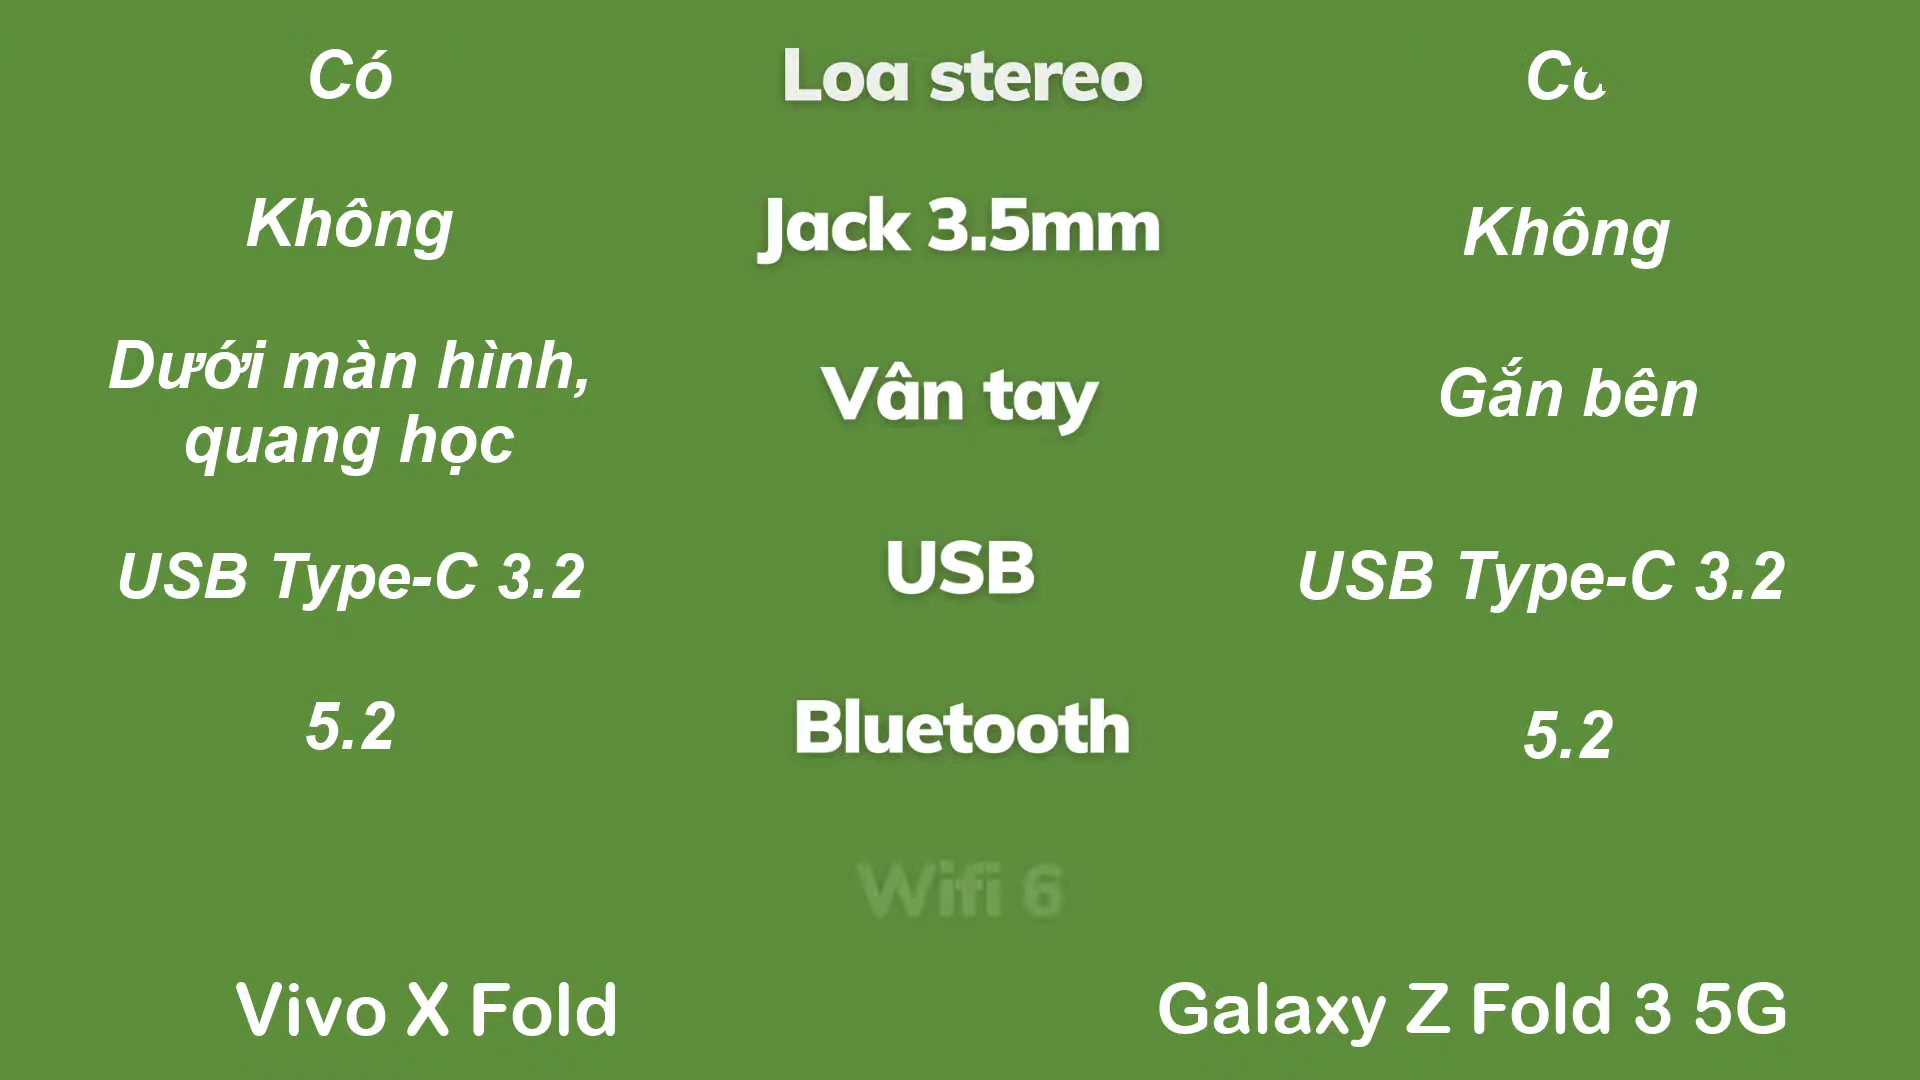 Có Loa stereo Có
Không Jack 3.5mm Không
Dưới màn hình,
quang học
Vân tay
Gắn bên
USB Type-C 3.2 USB USB Type-C 3.2
5.2 Bluetooth 5.2
Wifi 6
Vivo X Fold Galaxy Z Fold 3 5G